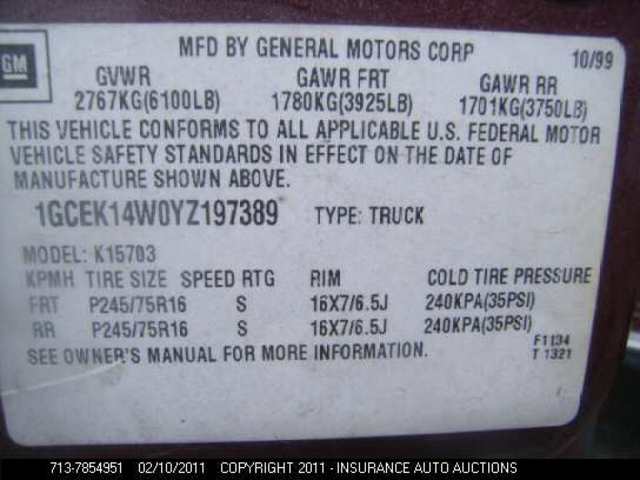 GM
MFD BY GENERAL MOTORS CORP 10/99
GVWR GAWR FRT GAWR RR
2767KG(6100LB) 1780KG(3925LB) 1701KG(3750LB)
THIS VEHICLE CONFORMS TO ALL APPLICABLE U.S. FEDERAL MOTOR
VEHICLE SAFETY STANDARDS IN EFFECT ON THE DATE OF
MANUFACTURE SHOWN ABOVE.
1GCEK14W0YZ197389 TYPE: TRUCK
MODEL: K15703
KPMH TIRE SIZE SPEED RTG RIM COLD TIRE PRESSURE
FRT P245/75R16 S 16X7/6.5J 240KPA(35PSI)
RR P245/75R16 S 16X7/6.5J 240KPA(35PSI)
SEE OWNER'S MANUAL FOR MORE INFORMATION. F1134
T 1321
713-7854951 02/10/2011 COPYRIGHT 2011 - INSURANCE AUTO AUCTIONS